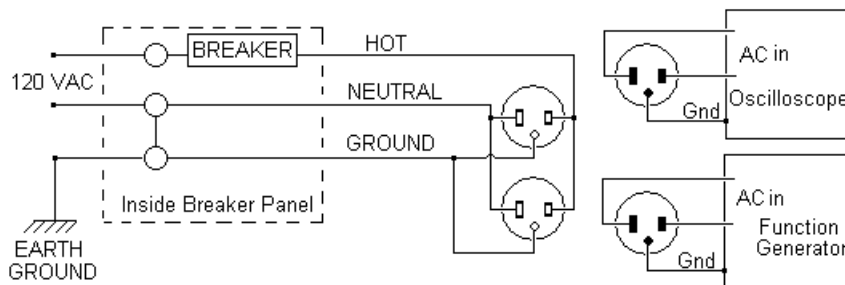 BREAKER
HOT
120 VAC
NEUTRAL
GROUND
Inside Breaker Panel
EARTH
GROUND
AC in
Oscilloscope
Gnd
AC in
Function
Generator
Gnd